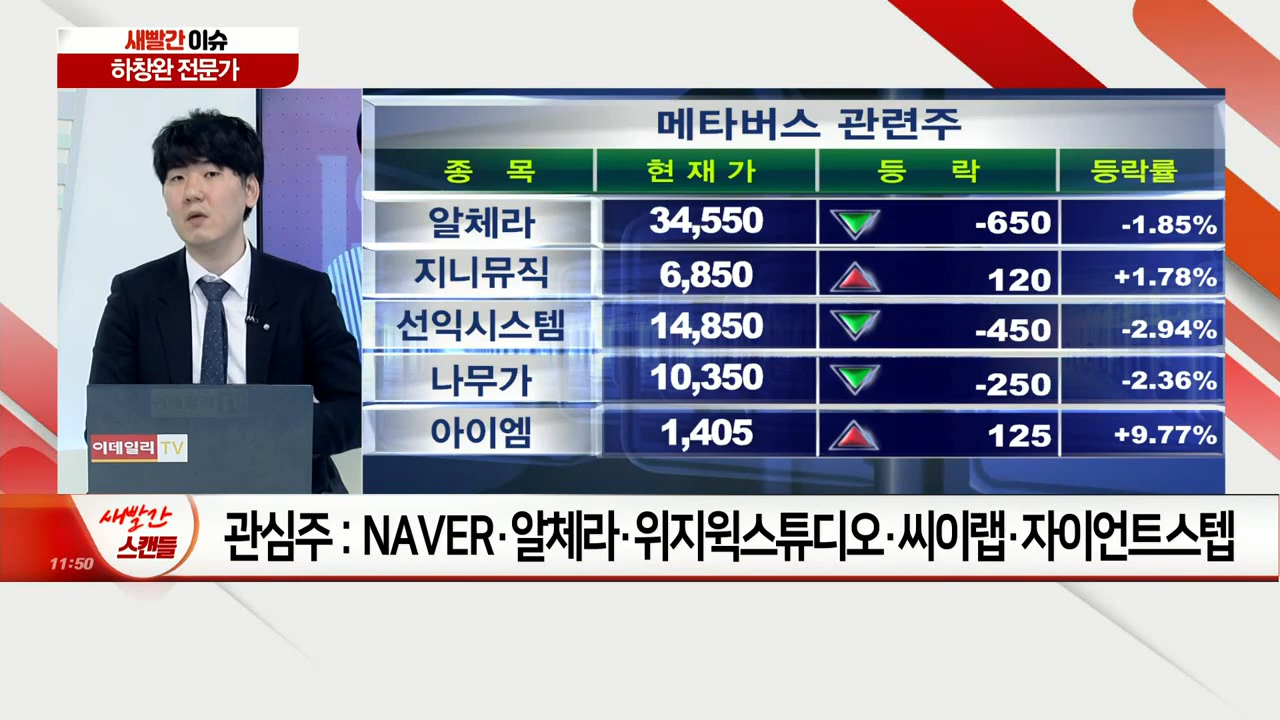 새빨간 이슈
하창완 전문가
메타버스 관련주
종 목 현 재 가 등 락 등락률
알체라 34,550 -650 -1.85%
지니뮤직 6,850 120 +1.78%
선익시스템 14,850 -450 -2.94%
나무가 10,350 -250 -2.36%
아이엠 1,405 125 +9.77%
이데일리TV
새빨간
스캔들
11:50
관심주 : NAVER·알체라·위지윅스튜디오·씨이랩·자이언트스텝